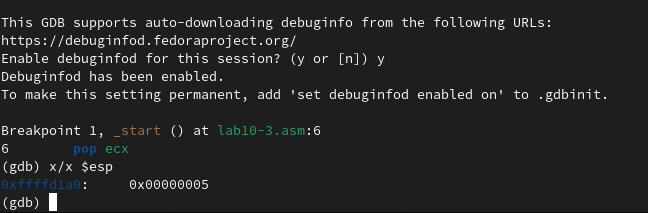 This GDB supports auto-downloading debuginfo from the following URLs:
https://debuginfod.fedoraproject.org/
Enable debuginfod for this session? (y or [n]) y
Debuginfod has been enabled.
To make this setting permanent, add 'set debuginfod enabled on' to .gdbinit.
Breakpoint 1, _start () at lab10-3.asm:6
6 pop ecx
(gdb) x/x $esp
0xffffd1a0: 0x00000005
(gdb)